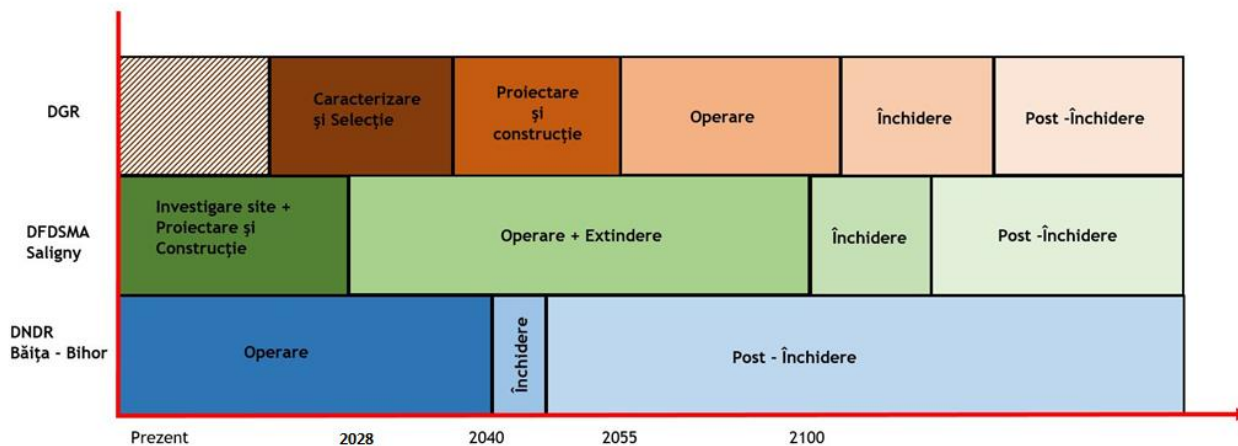 DGR
Caracterizare
și Selecție
Proiectare
și
construcție
Operare
Închidere
Post -Închidere
DFDSMA
Saligny
Investigare site +
Proiectare și
Construcție
Operare + Extindere
Închidere
Post -Închidere
DNDR
Băița - Bihor
Operare
Închidere
Post - Închidere
Prezent
2028
2040
2055
2100